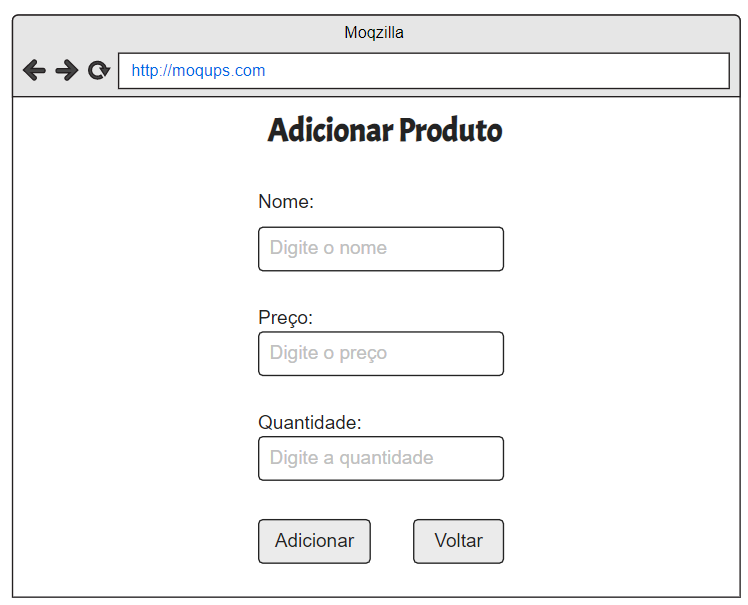 Moqzilla
http://moqups.com
Adicionar Produto
Nome:
Digite o nome
Preço:
Digite o preço
Quantidade:
Digite a quantidade
Adicionar Voltar